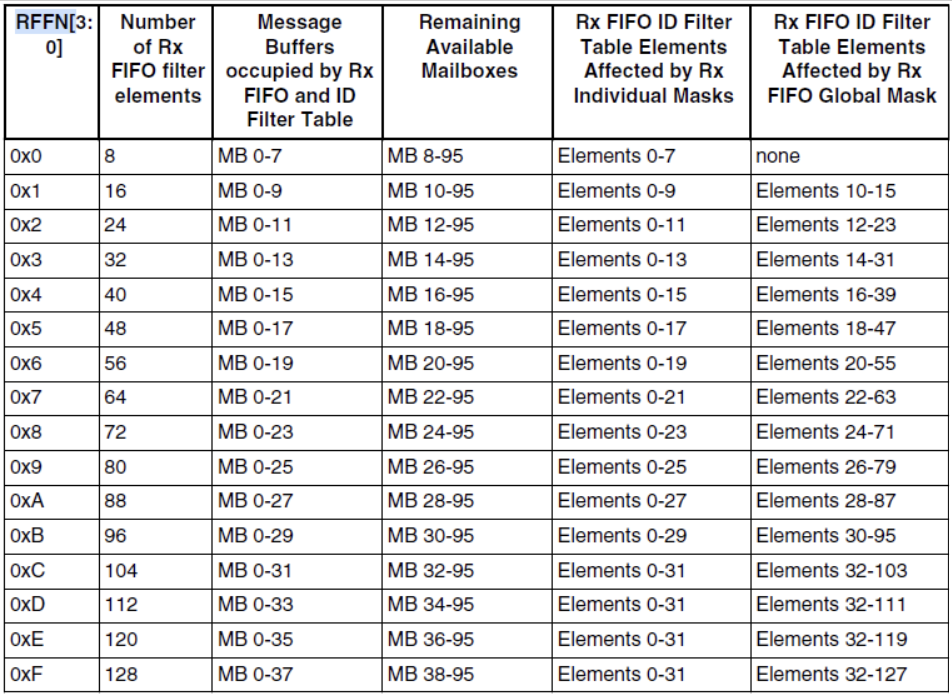 RFFN[3:0] Number of Rx FIFO filter elements Message Buffers occupied by Rx FIFO and ID Filter Table Remaining Available Mailboxes Rx FIFO ID Filter Table Elements Affected by Rx Individual Masks Rx FIFO ID Filter Table Elements Affected by Rx FIFO Global Mask
0x0 8 MB 0-7 MB 8-95 Elements 0-7 none
0x1 16 MB 0-9 MB 10-95 Elements 0-9 Elements 10-15
0x2 24 MB 0-11 MB 12-95 Elements 0-11 Elements 12-23
0x3 32 MB 0-13 MB 14-95 Elements 0-13 Elements 14-31
0x4 40 MB 0-15 MB 16-95 Elements 0-15 Elements 16-39
0x5 48 MB 0-17 MB 18-95 Elements 0-17 Elements 18-47
0x6 56 MB 0-19 MB 20-95 Elements 0-19 Elements 20-55
0x7 64 MB 0-21 MB 22-95 Elements 0-21 Elements 22-63
0x8 72 MB 0-23 MB 24-95 Elements 0-23 Elements 24-71
0x9 80 MB 0-25 MB 26-95 Elements 0-25 Elements 26-79
0xA 88 MB 0-27 MB 28-95 Elements 0-27 Elements 28-87
0xB 96 MB 0-29 MB 30-95 Elements 0-29 Elements 30-95
0xC 104 MB 0-31 MB 32-95 Elements 0-31 Elements 32-103
0xD 112 MB 0-33 MB 34-95 Elements 0-31 Elements 32-111
0xE 120 MB 0-35 MB 36-95 Elements 0-31 Elements 32-119
0xF 128 MB 0-37 MB 38-95 Elements 0-31 Elements 32-127